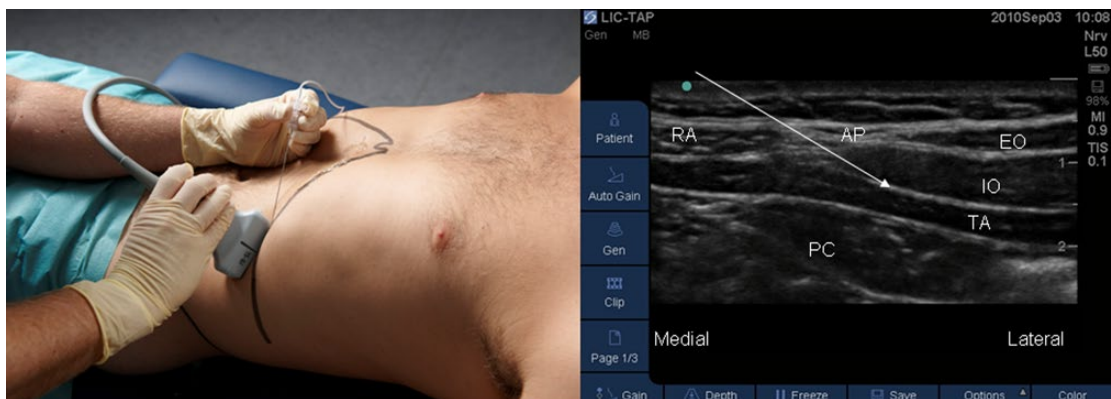 LIC-TAP
2010Sep03 10:08
Gen MB
Nrv
L50
98%
MI
0.9
TIS
0.1
RA
AP
EO
1
IO
TA
PC
2
Patient
Auto Gain
Gen
Clip
Page 1/3
Medial
Lateral
Gain
Depth
Freeze
Save
Options
Color